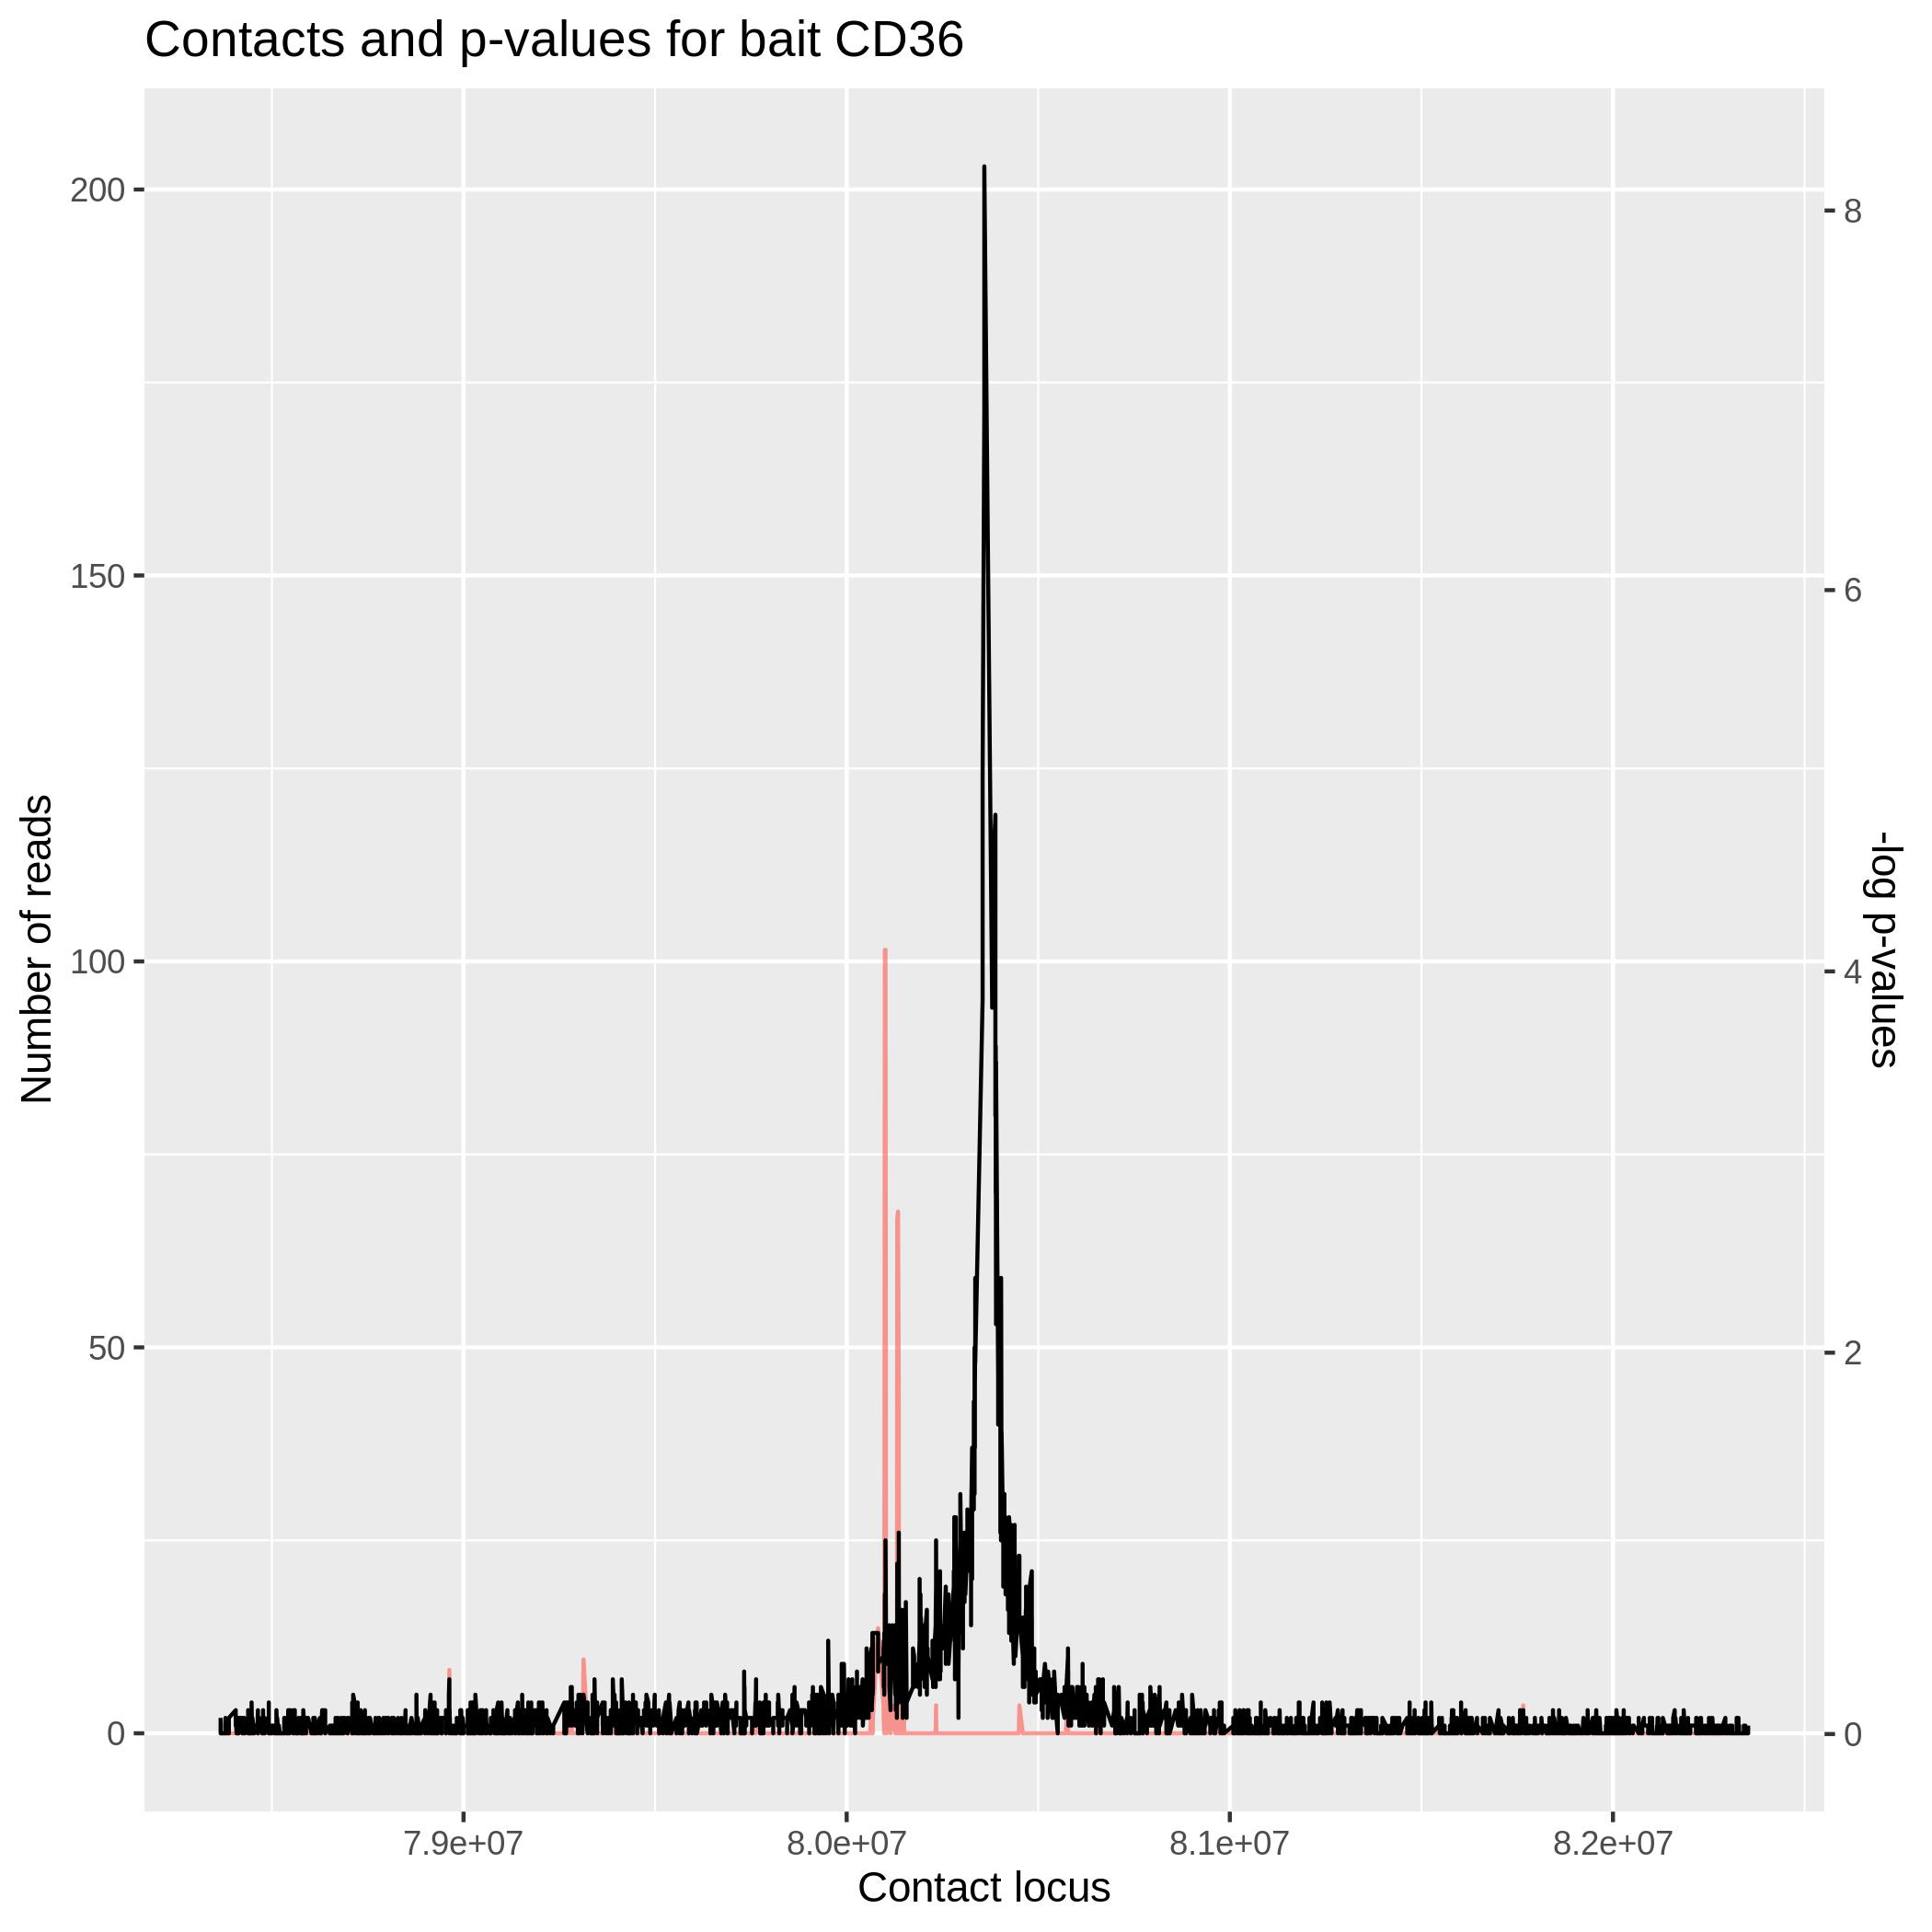 Contacts and p-values for bait CD36
Number of reads
200
150
100
50
0
8
6
4
2
0
-log p-values
7.9e+07 8.0e+07 8.1e+07 8.2e+07
Contact locus